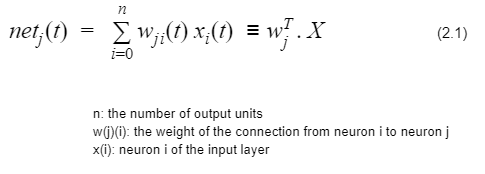 net_j(t) = n∑i=0 w_ji(t) x_i(t) ≡ w_j^T . X (2.1)
n: the number of output units
w(j)(i): the weight of the connection from neuron i to neuron j
x(i): neuron i of the input layer